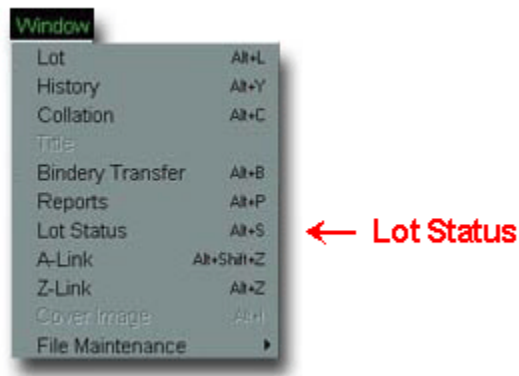 Window
Lot Alt+L
History Alt+Y
Collation Alt+C
Title
Bindery Transfer Alt+B
Reports Alt+P
Lot Status Alt+S
Lot Status
A-Link Alt+Shift+Z
Z-Link Alt+Z
Cover Image Alt+I
File Maintenance